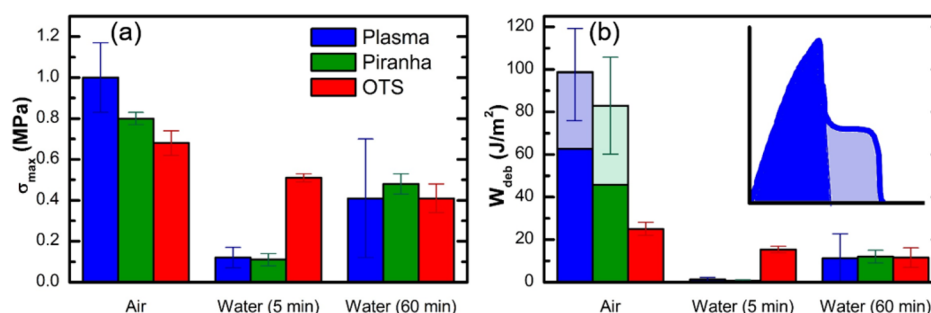 (a)
Plasma
Piranha
OTS
σmax (MPa)
1.2
1.0
0.8
0.6
0.4
0.2
0.0
Air
Water (5 min)
Water (60 min)
(b)
Wdeb (J/m²)
120
100
80
60
40
20
0
Air
Water (5 min)
Water (60 min)